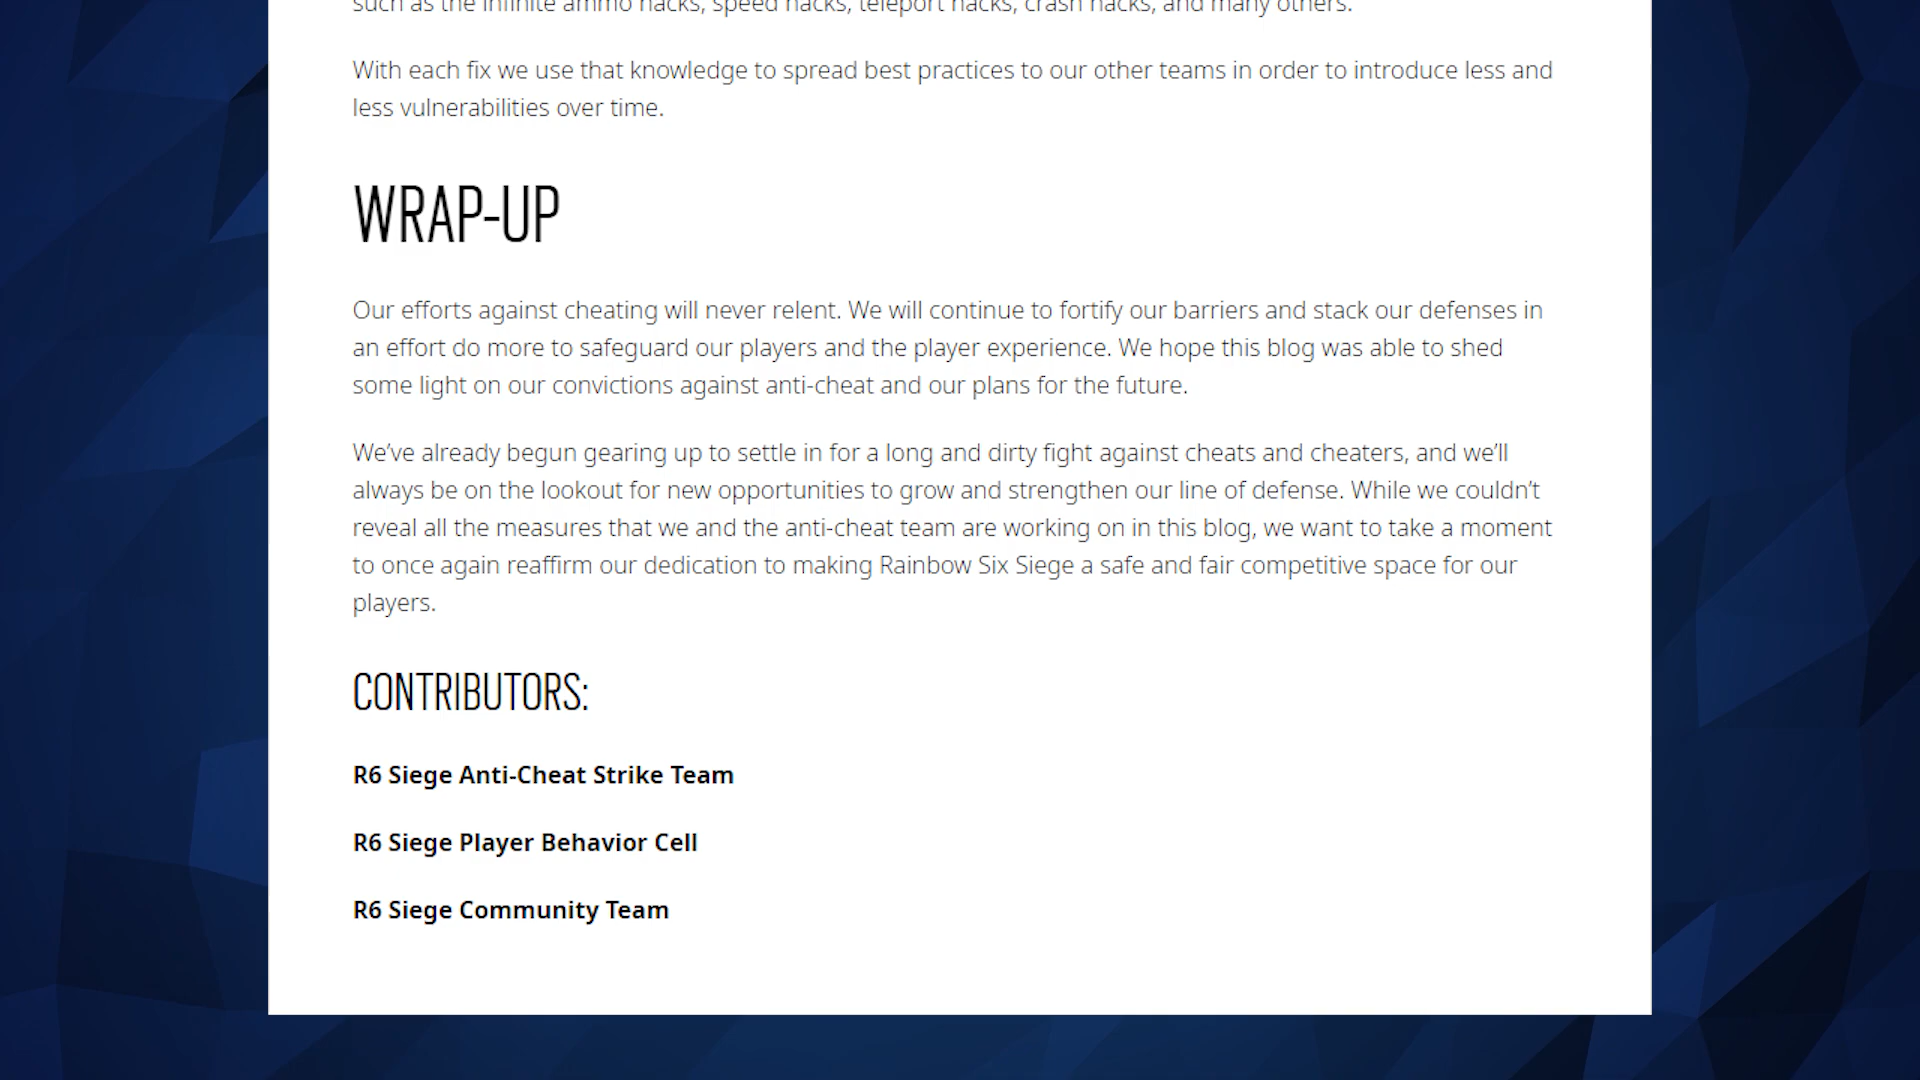 such as the infinite ammo hacks, speed hacks, teleport hacks, crash hacks, and many others.
With each fix we use that knowledge to spread best practices to our other teams in order to introduce less and
less vulnerabilities over time.
WRAP-UP
Our efforts against cheating will never relent. We will continue to fortify our barriers and stack our defenses in
an effort do more to safeguard our players and the player experience. We hope this blog was able to shed
some light on our convictions against anti-cheat and our plans for the future.
We’ve already begun gearing up to settle in for a long and dirty fight against cheats and cheaters, and we’ll
always be on the lookout for new opportunities to grow and strengthen our line of defense. While we couldn’t
reveal all the measures that we and the anti-cheat team are working on in this blog, we want to take a moment
to once again reaffirm our dedication to making Rainbow Six Siege a safe and fair competitive space for our
players.
CONTRIBUTORS:
R6 Siege Anti-Cheat Strike Team
R6 Siege Player Behavior Cell
R6 Siege Community Team